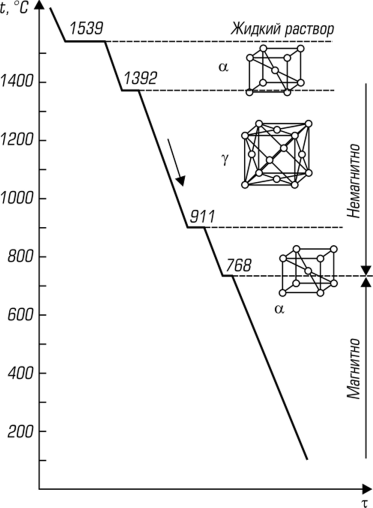 t, °C
1539
Жидкий раствор
α
1392
1400
1200
γ
Немагнитно
1000
911
800
768
α
600
Магнитно
400
200
τ